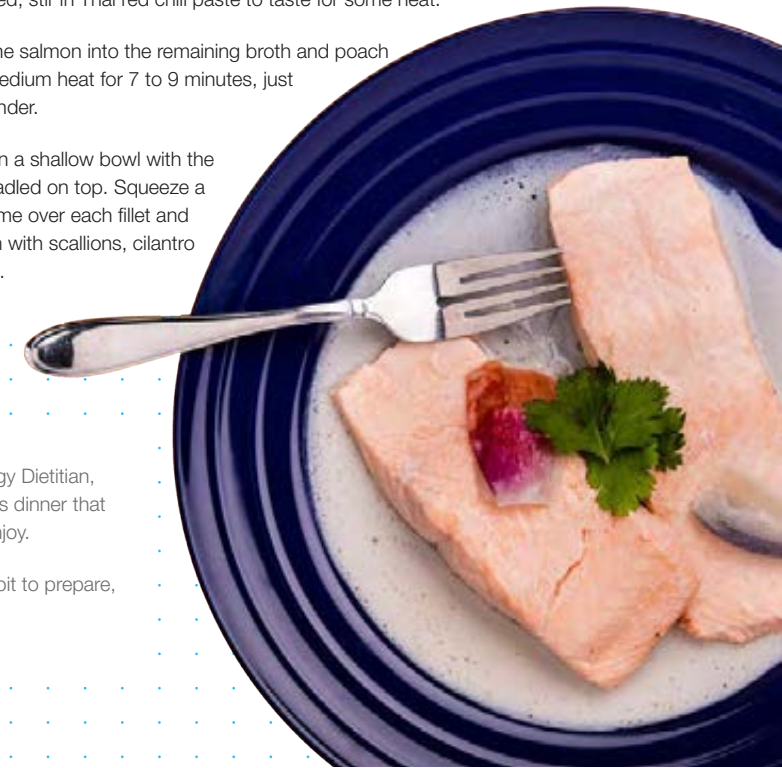 ed, stir in Thai red chili paste to taste for some heat.
ne salmon into the remaining broth and poach
edium heat for 7 to 9 minutes, just
nder.
n a shallow bowl with the
adled on top. Squeeze a
me over each fillet and
n with scallions, cilantro
.
gy Dietitian,
s dinner that
njoy.
bit to prepare,